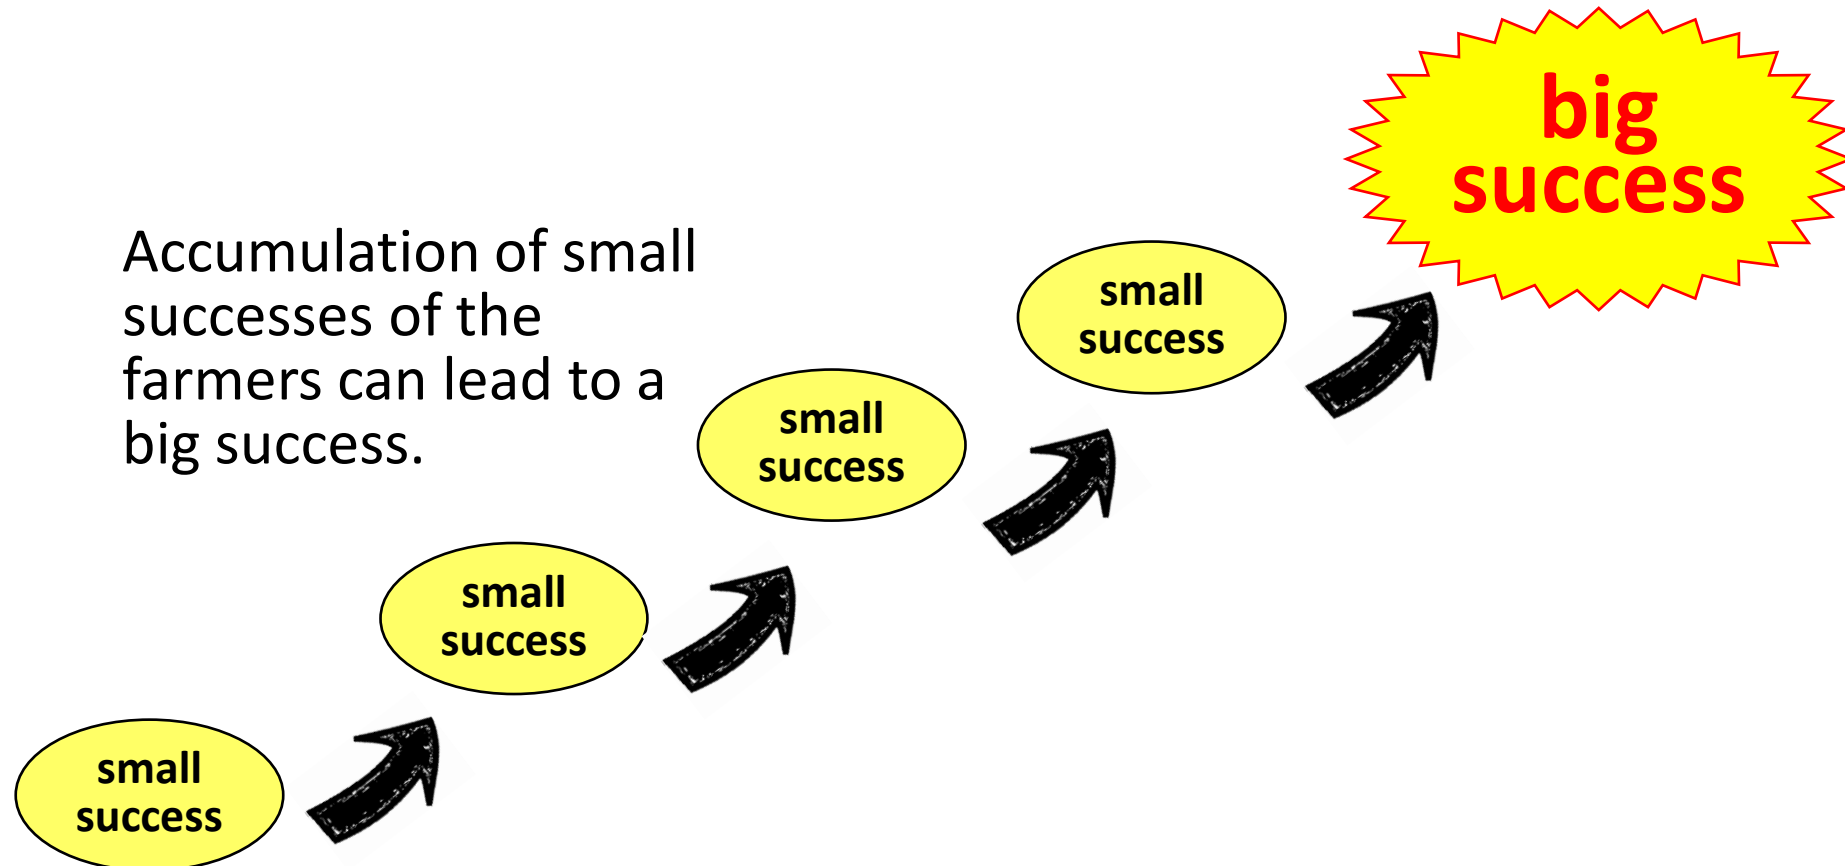 big
success
Accumulation of small
successes of the
farmers can lead to a
big success.
small
success
small
success
small
success
small
success